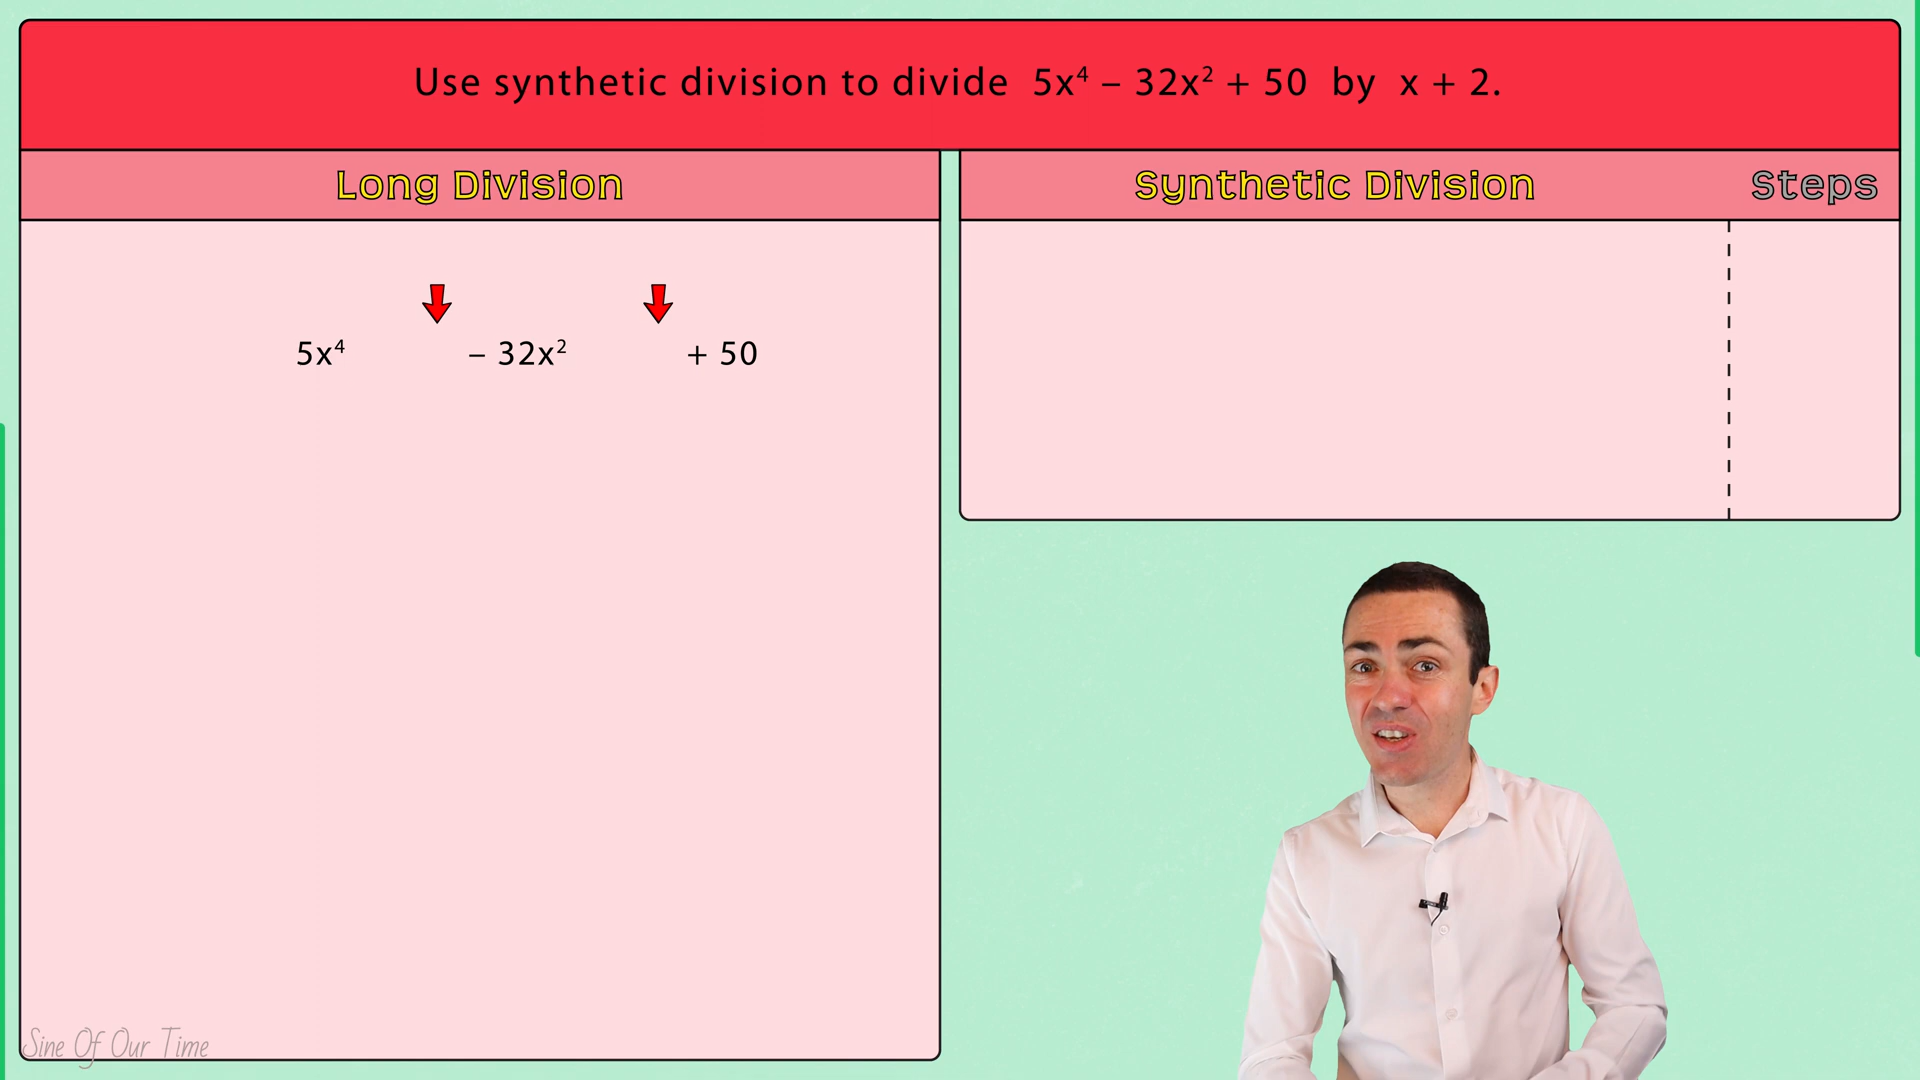 Use synthetic division to divide 5x⁴ – 32x² + 50 by x + 2.
Long Division
Synthetic Division Steps
5x⁴ – 32x² + 50
Sine Of Our Time